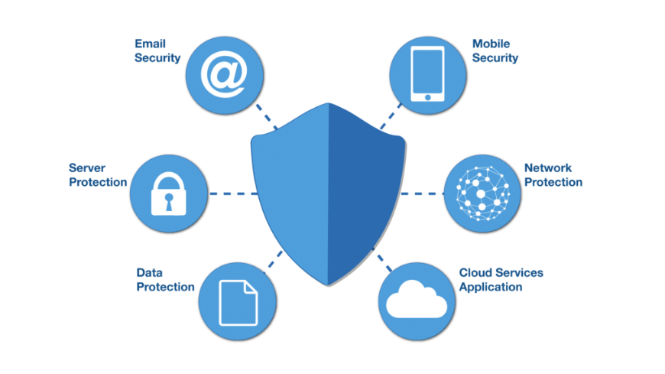 Email
Security
Mobile
Security
Server
Protection
Network
Protection
Data
Protection
Cloud Services
Application